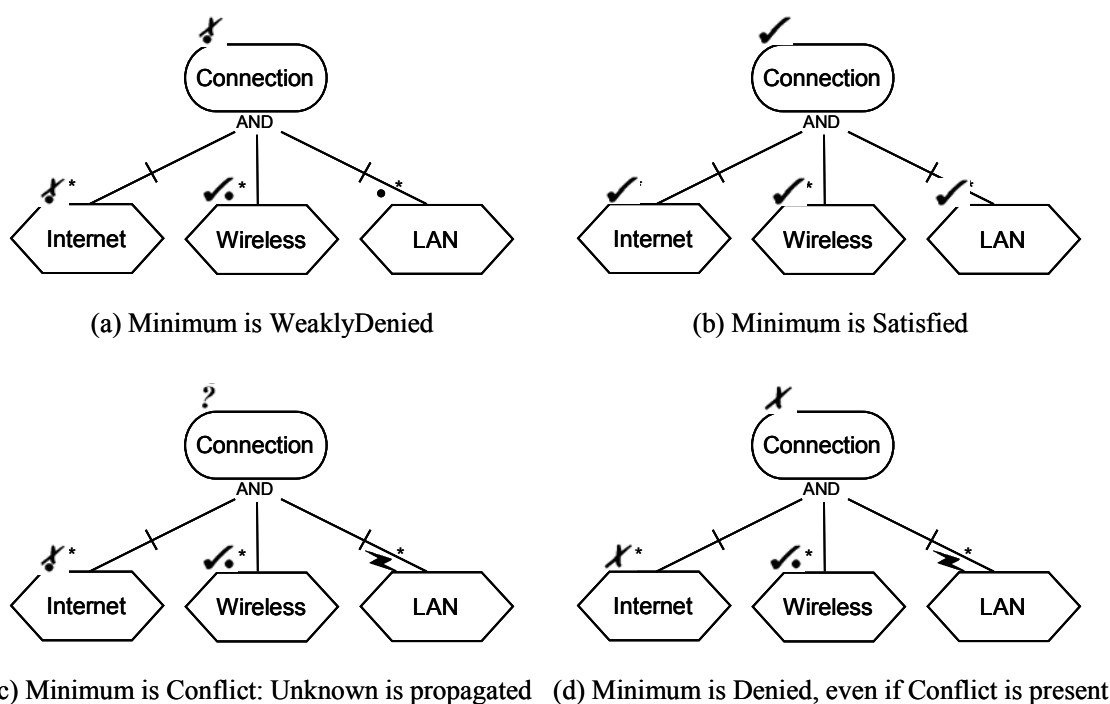 Connection
AND
Internet
Wireless
LAN
(a) Minimum is WeaklyDenied
Connection
AND
Internet
Wireless
LAN
(b) Minimum is Satisfied
?
Connection
AND
* * *
Internet
Wireless
LAN
c) Minimum is Conflict: Unknown is propagated
Connection
AND
* * *
Internet
Wireless
LAN
(d) Minimum is Denied, even if Conflict is present